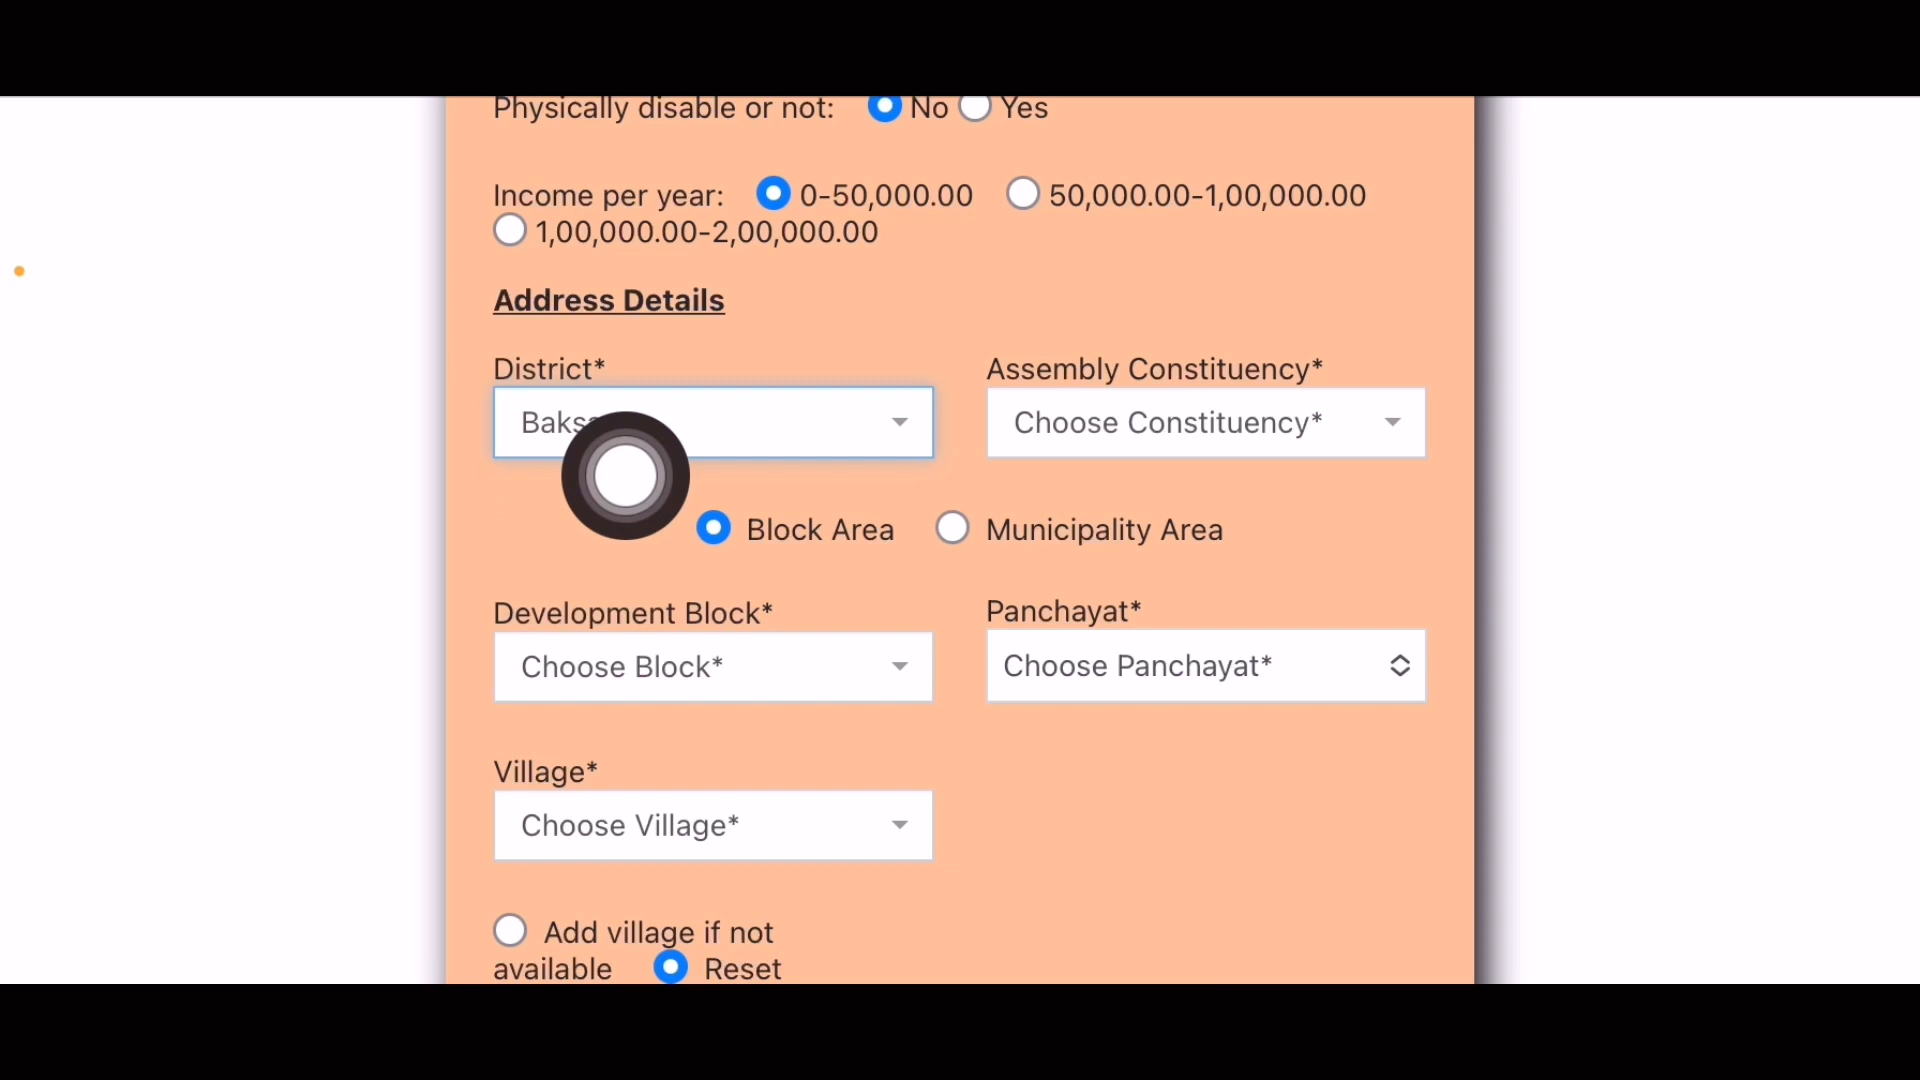 Physically disable or not: No Yes
Income per year: 0-50,000.00 50,000.00-1,00,000.00
1,00,000.00-2,00,000.00
Address Details
District* Assembly Constituency*
Choose Constituency*
Block Area Municipality Area
Development Block* Panchayat*
Choose Block* Choose Panchayat*
Village*
Choose Village*
Add village if not
available Reset